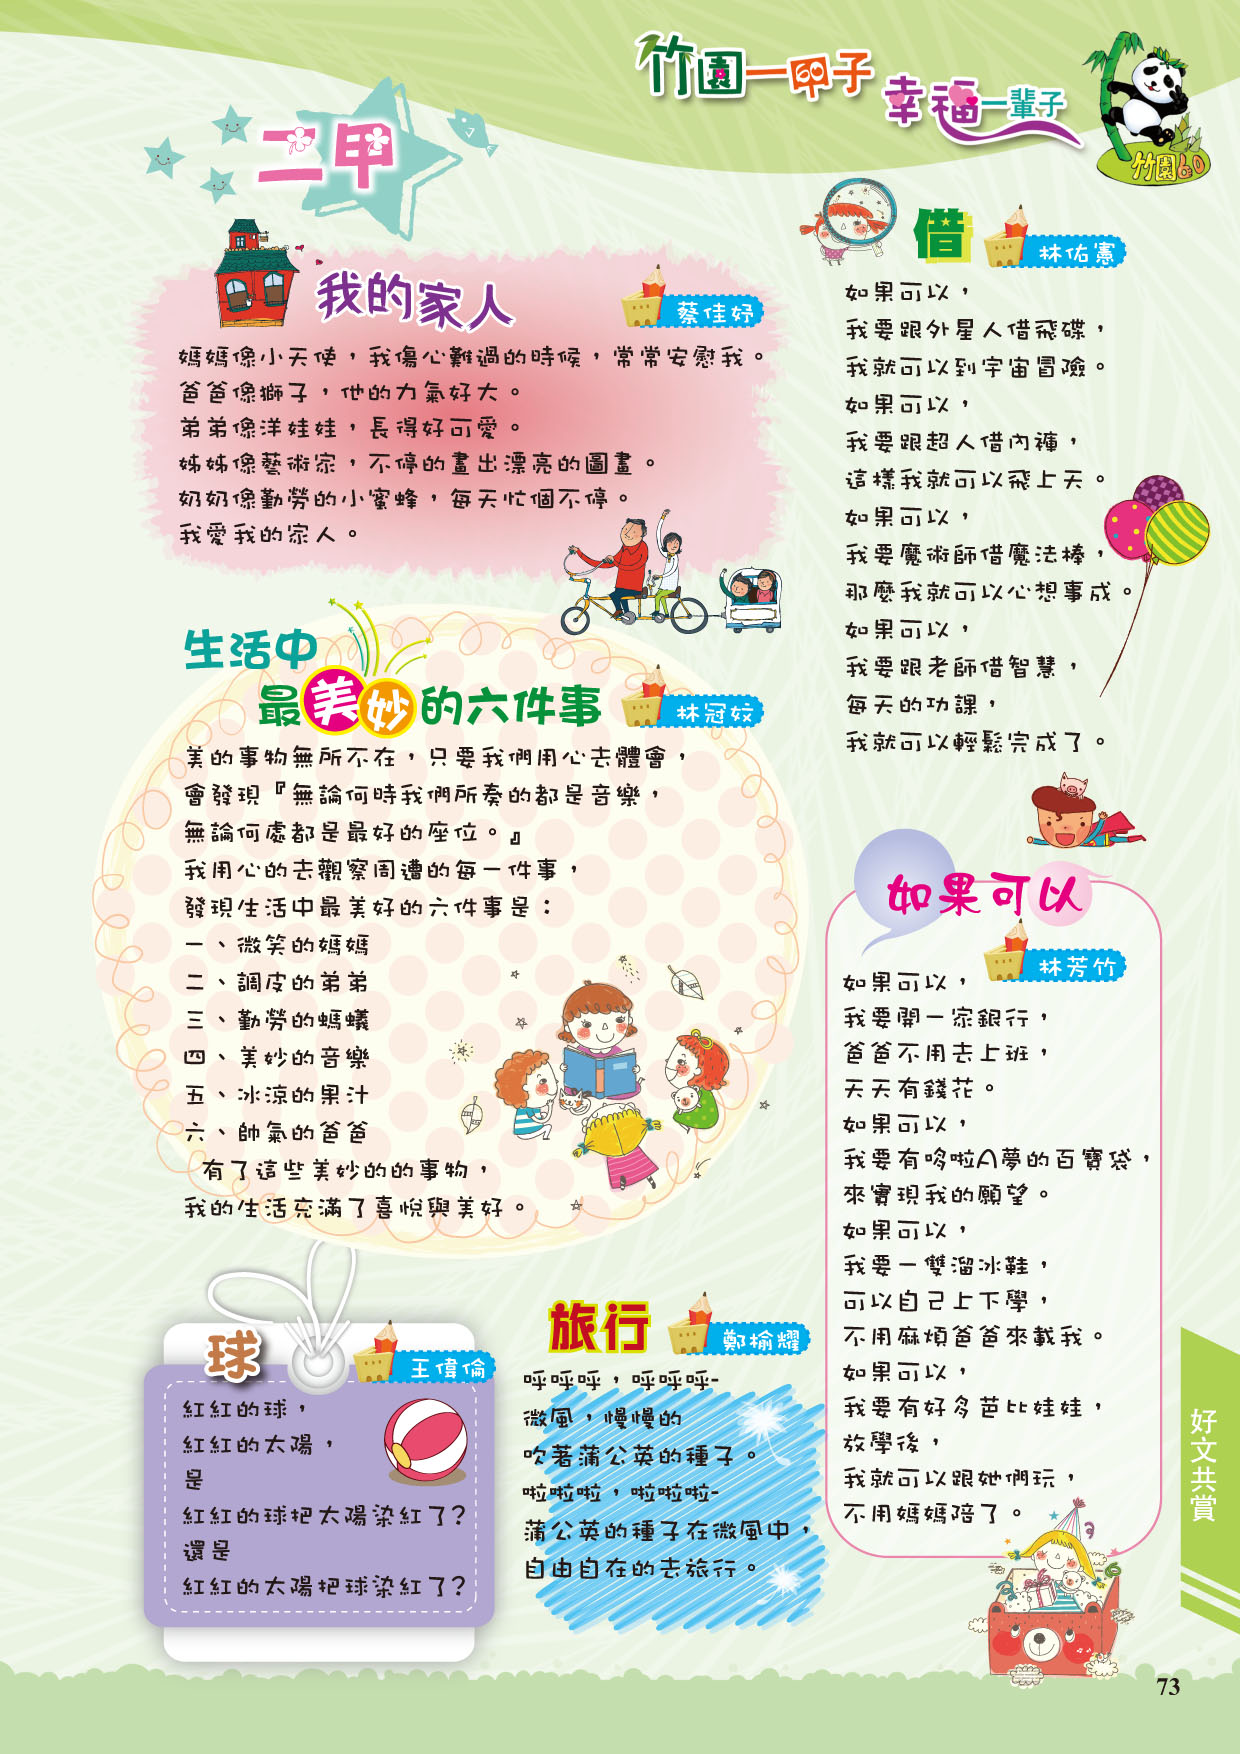 竹園一甲子
60
幸福一輩子
竹園60
二甲
我的家人
蔡佳妤
媽媽像小天使，我傷心難過的時候，常常安慰我。
爸爸像獅子，他的力氣好大。
弟弟像洋娃娃，長得好可愛。
姊姊像藝術家，不停的畫出漂亮的圖畫。
奶奶像勤勞的小蜜蜂，每天忙個不停。
我愛我的家人。
生活中
最美妙的六件事
林冠妏
美的事物無所不在，只要我們用心去體會，
會發現『無論何時我們所奏的都是音樂，
無論何處都是最好的座位。』
我用心的去觀察周遭的每一件事，
發現生活中最美好的六件事是：
一、微笑的媽媽
二、調皮的弟弟
三、勤勞的螞蟻
四、美妙的音樂
五、冰涼的果汁
六、帥氣的爸爸
有了這些美妙的的事物，
我的生活充滿了喜悅與美好。
球
王偉倫
紅紅的球，
紅紅的太陽，
是
紅紅的球把太陽染紅了?
還是
紅紅的太陽把球染紅了?
旅行
鄭榆耀
呼呼呼，呼呼呼-
微風，慢慢的
吹著蒲公英的種子。
啦啦啦，啦啦啦-
蒲公英的種子在微風中，
自由自在的去旅行。
借
林佑憲
如果可以，
我要跟外星人借飛碟，
我就可以到宇宙冒險。
如果可以，
我要跟超人借內褲，
這樣我就可以飛上天。
如果可以，
我要魔術師借魔法棒，
那麼我就可以心想事成。
如果可以，
我要跟老師借智慧，
每天的功課，
我就可以輕鬆完成了。
如果可以
林芳竹
如果可以，
我要開一家銀行，
爸爸不用去上班，
天天有錢花。
如果可以，
我要有哆啦A夢的百寶袋，
來實現我的願望。
如果可以，
我要一雙溜冰鞋，
可以自己上下學，
不用麻煩爸爸來載我。
如果可以，
我要有好多芭比娃娃，
放學後，
我就可以跟她們玩，
不用媽媽陪了。
好文共賞
73